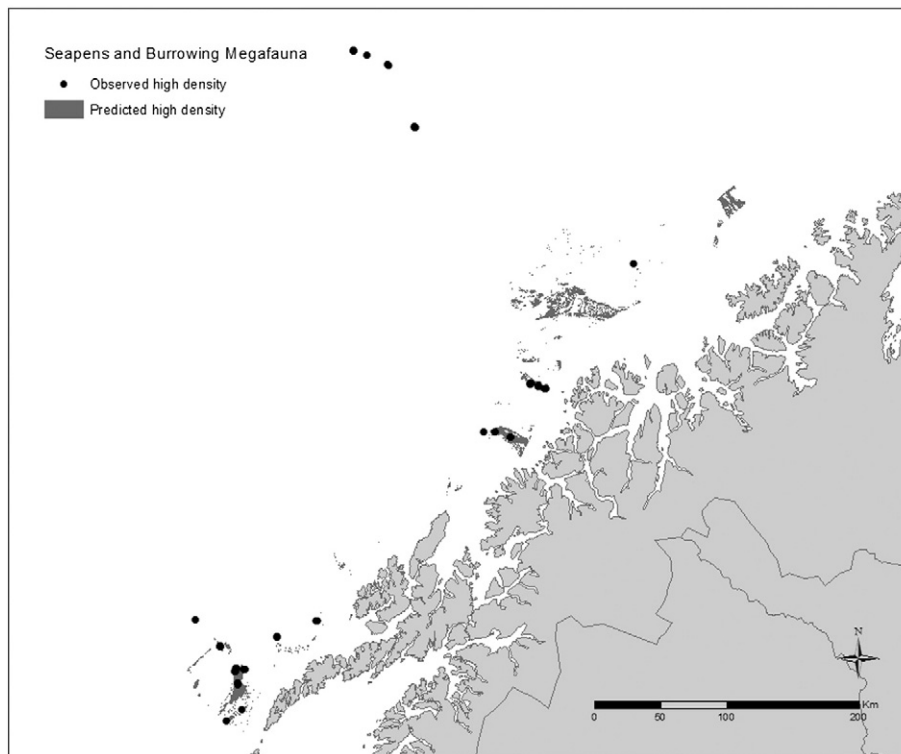 Seapens and Burrowing Megafauna
Observed high density
Predicted high density
N
Km
0 50 100 200